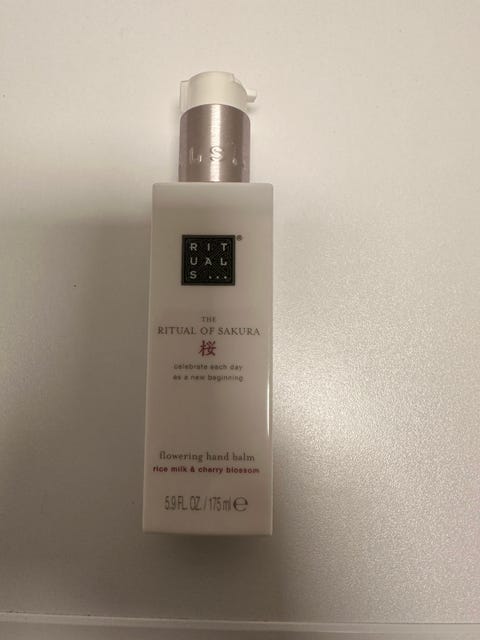 RIT
UAL
S...
®
THE
RITUAL OF SAKURA
桜
celebrate each day
as a new beginning
flowering hand balm
rice milk & cherry blossom
5.9 FL. OZ. / 175 ml ℮